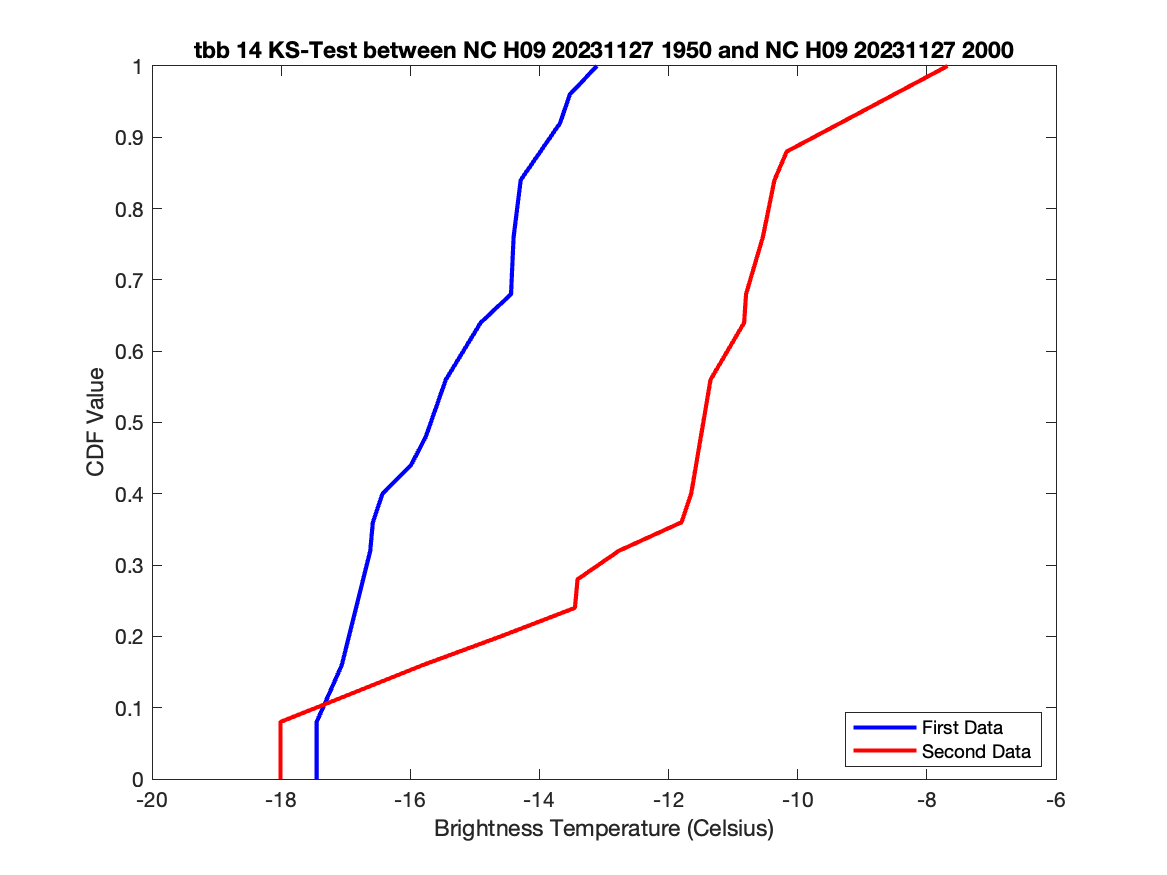 tbb 14 KS-Test between NC H09 20231127 1950 and NC H09 20231127 2000
1
0.9
0.8
0.7
0.6
0.5
0.4
0.3
0.2
0.1
0
CDF Value
First Data
Second Data
-20 -18 -16 -14 -12 -10 -8 -6
Brightness Temperature (Celsius)